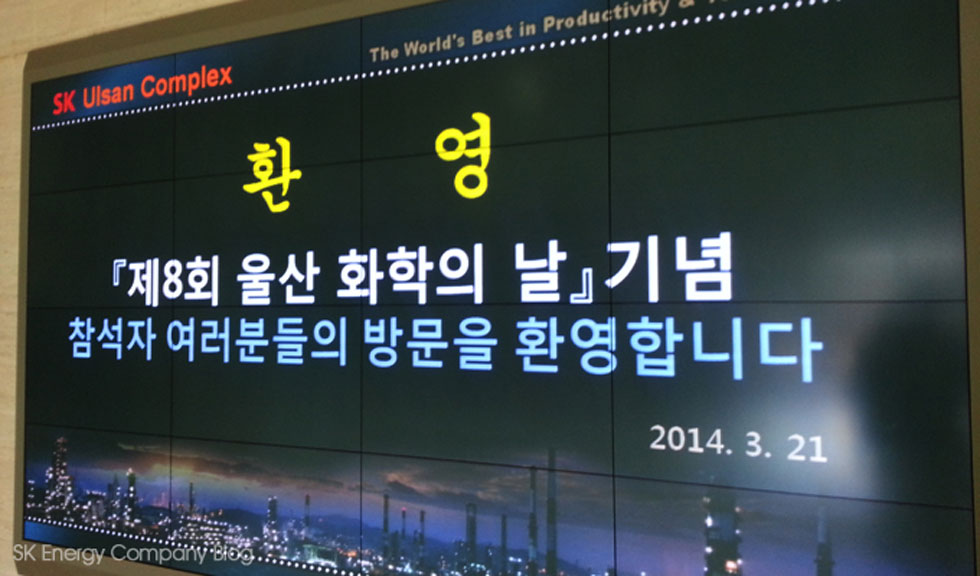 SK Ulsan Complex
The World's Best in Productivity &
환 영
『제8회 울산 화학의 날』기념
참석자 여러분들의 방문을 환영합니다
2014. 3. 21
SK Energy Company Blog